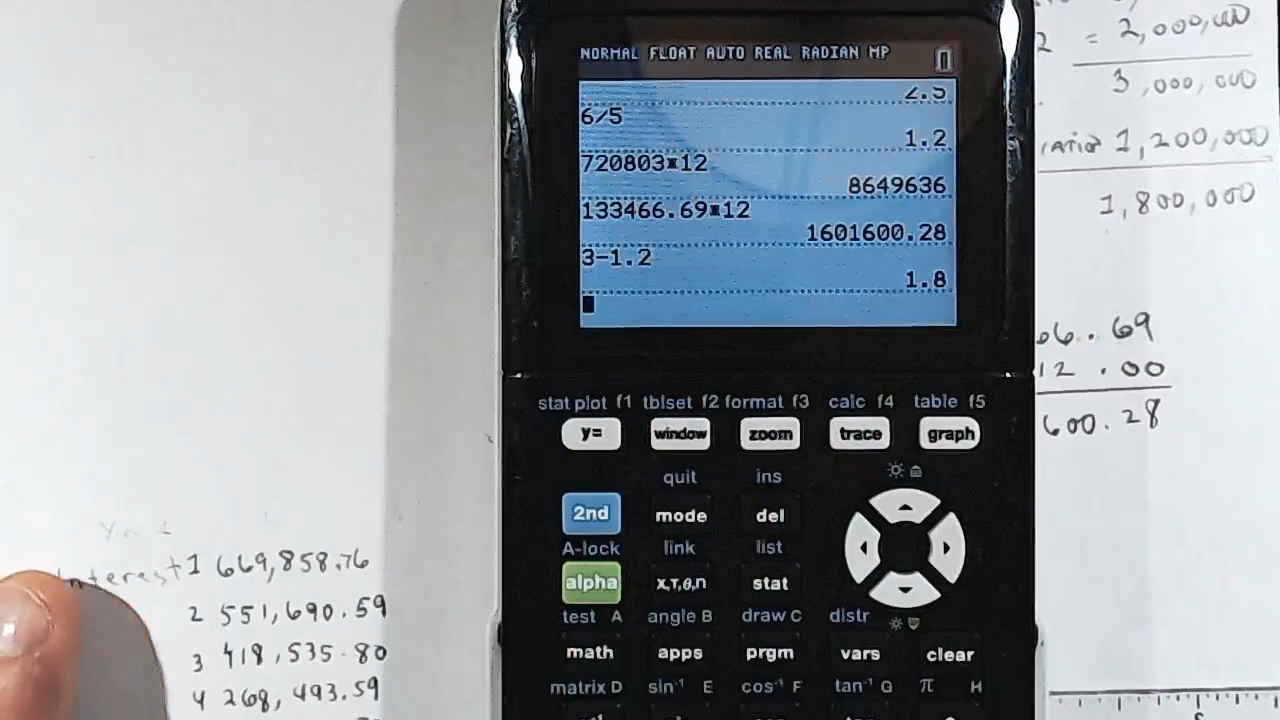 NORMAL FLOAT AUTO REAL RADIAN MP
2.5
6/5
1.2
720803*12
8649636
133466.69*12
1601600.28
3-1.2
1.8
stat plot f1 tblset f2 format f3 calc f4 table f5
y= window zoom trace graph
quit ins
2nd mode del
A-lock link list
alpha X,T,θ,n stat
test A angle B draw C distr
math apps prgm vars clear
matrix D sin⁻¹ E cos⁻¹ F tan⁻¹ G π H
2 = 2,000,000
3,000,000
1,200,000
1,800,000
66.69
12.00
600.28
Interest 1 669,858.76
2 551,690.59
3 418,535.80
4 268,493.59